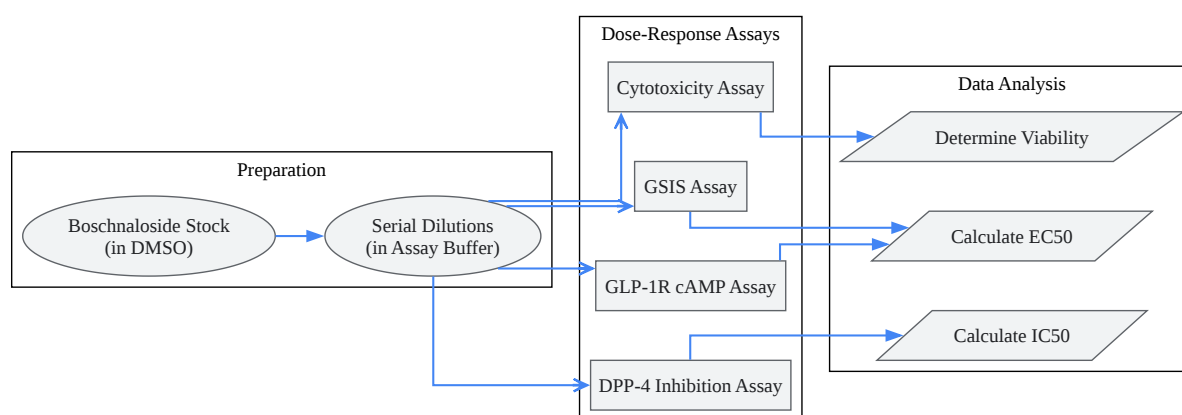 Preparation
Boschnaloside Stock
(in DMSO)
Serial Dilutions
(in Assay Buffer)
Dose-Response Assays
Cytotoxicity Assay
GSIS Assay
GLP-1R cAMP Assay
DPP-4 Inhibition Assay
Data Analysis
Determine Viability
Calculate EC50
Calculate IC50